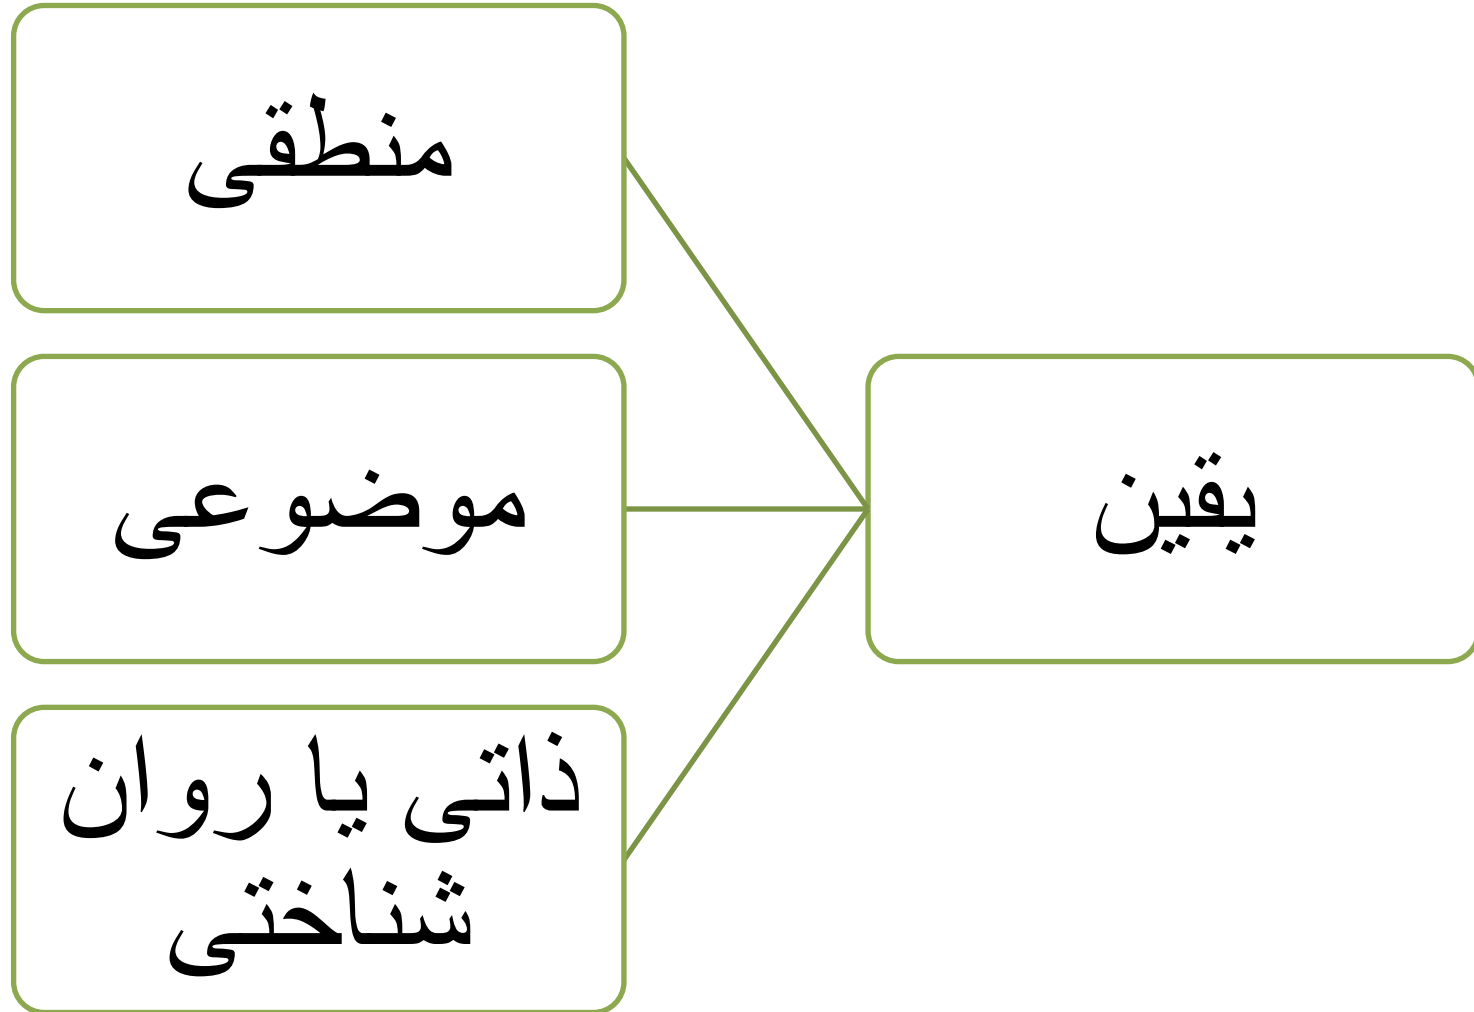 یقین
منطقی
موضوعی
ذاتی یا روان
شناختی